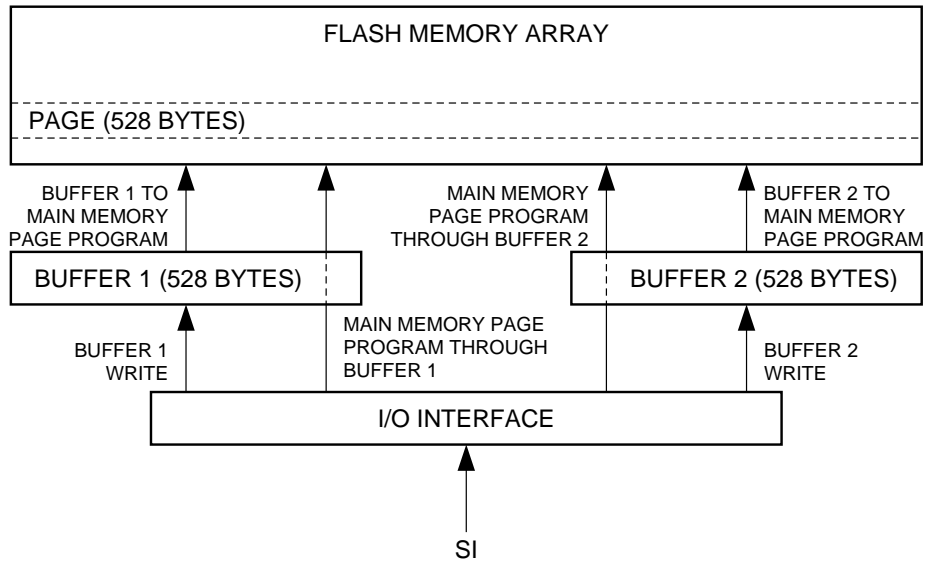 FLASH MEMORY ARRAY
PAGE (528 BYTES)
BUFFER 1 TO
MAIN MEMORY
PAGE PROGRAM
MAIN MEMORY
PAGE PROGRAM
THROUGH BUFFER 2
BUFFER 2 TO
MAIN MEMORY
PAGE PROGRAM
BUFFER 1 (528 BYTES)
BUFFER 2 (528 BYTES)
BUFFER 1
WRITE
MAIN MEMORY PAGE
PROGRAM THROUGH
BUFFER 1
BUFFER 2
WRITE
I/O INTERFACE
SI